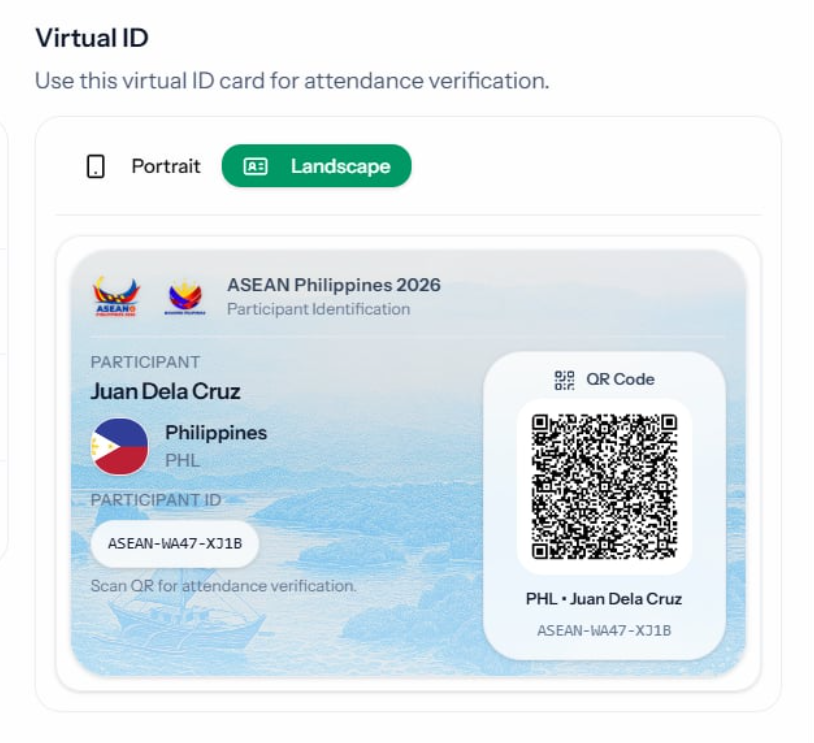 Virtual ID
Use this virtual ID card for attendance verification.
Portrait
Landscape
ASEAN
ASEAN Philippines 2026
Participant Identification
PARTICIPANT
Juan Dela Cruz
Philippines
PHL
PARTICIPANT ID
ASEAN-WA47-XJ1B
Scan QR for attendance verification.
QR Code
PHL • Juan Dela Cruz
ASEAN-WA47-XJ1B